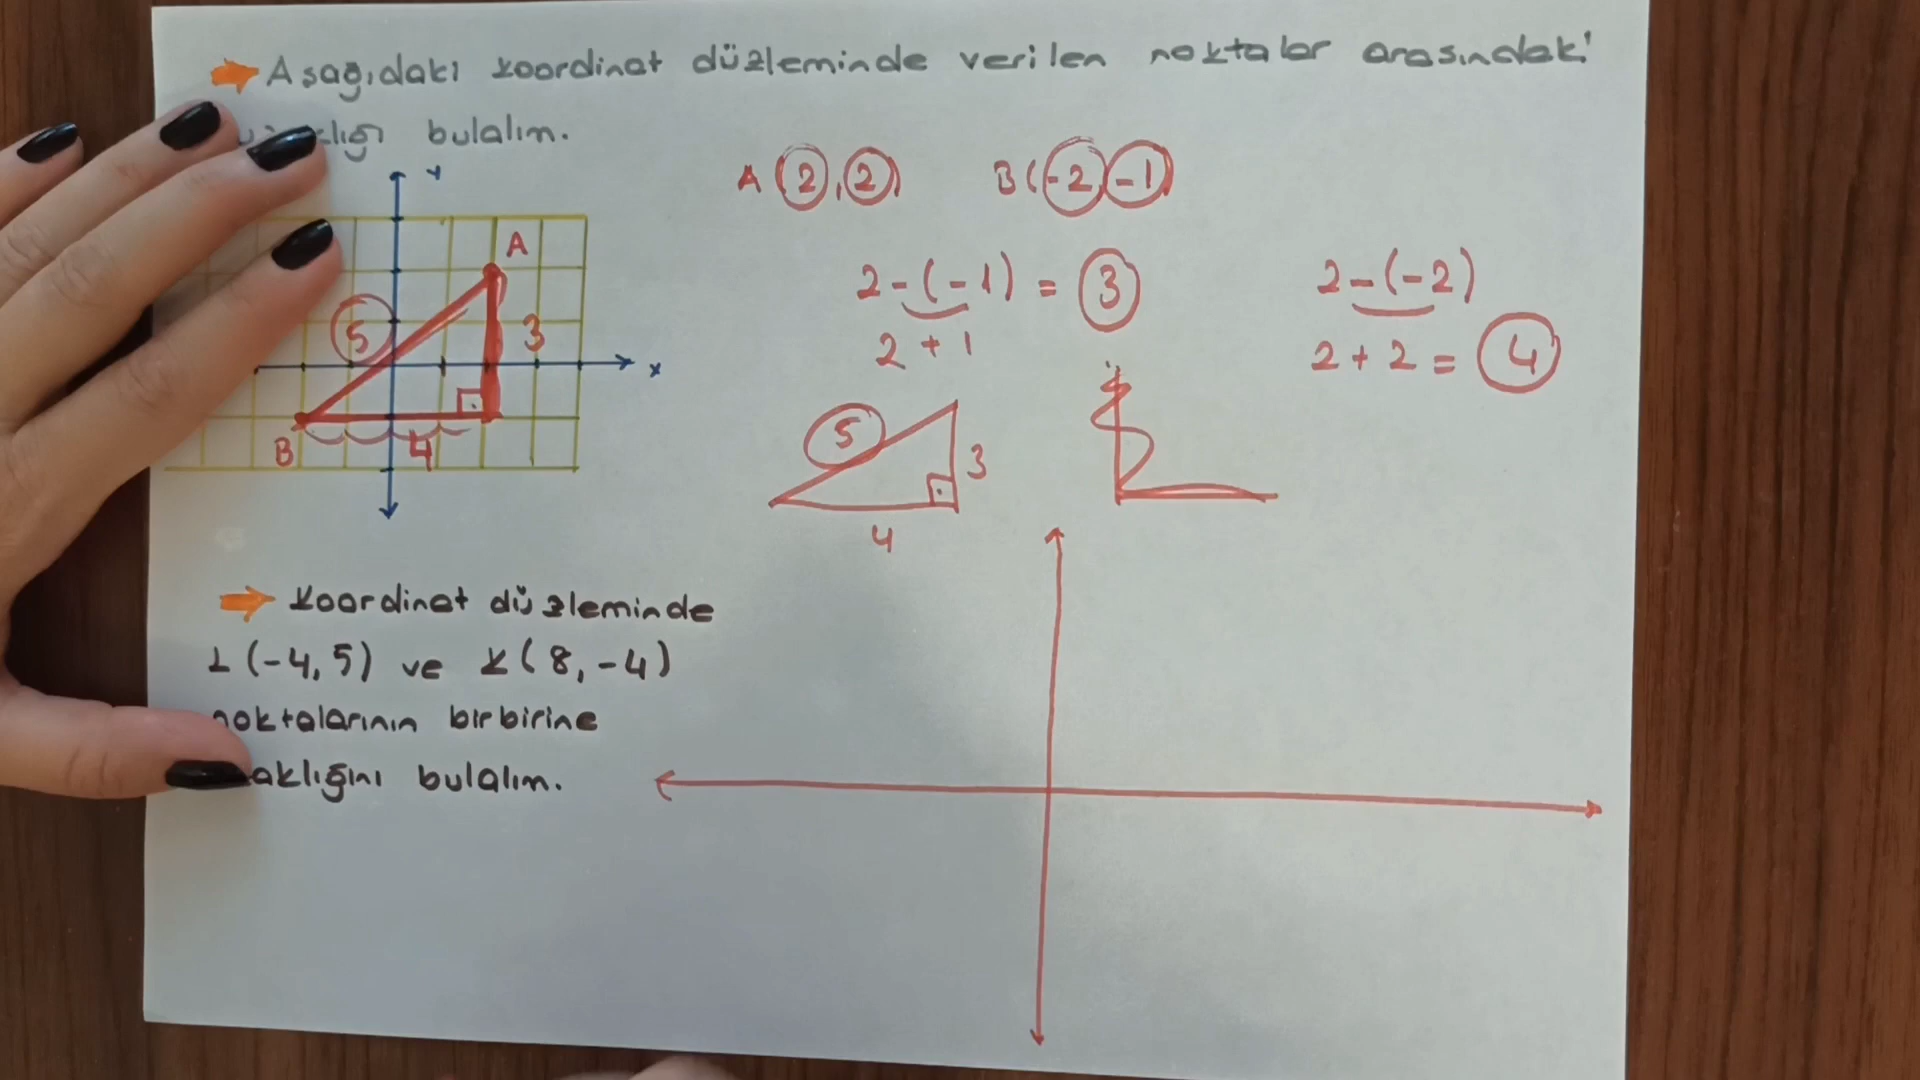 Aşağıdaki koordinat düzleminde verilen noktalar arasındaki
bulalım.
y
A (2,2) B(-2,-1)
A
2-(-1) = 3 2-(-2)
5 3
2 + 1 2 + 2 = 4
x
5 3
B 4
4
Koordinat düzleminde
L(-4,5) ve K(8,-4)
noktalarının birbirine
bulalım.